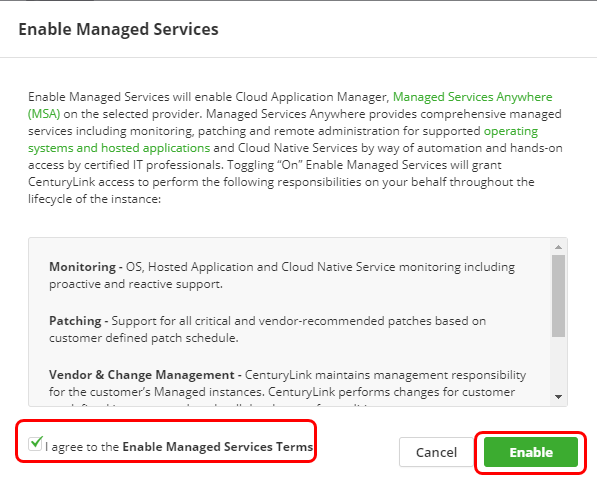 Enable Managed Services
Enable Managed Services will enable Cloud Application Manager, Managed Services Anywhere
(MSA) on the selected provider. Managed Services Anywhere provides comprehensive managed
services including monitoring, patching and remote administration for supported operating
systems and hosted applications and Cloud Native Services by way of automation and hands-on
access by certified IT professionals. Toggling “On” Enable Managed Services will grant
CenturyLink access to perform the following responsibilities on your behalf throughout the
lifecycle of the instance:
Monitoring - OS, Hosted Application and Cloud Native Service monitoring including
proactive and reactive support.
Patching - Support for all critical and vendor-recommended patches based on
customer defined patch schedule.
Vendor & Change Management - CenturyLink maintains management responsibility
for the customer’s Managed instances. CenturyLink performs changes for customer
I agree to the Enable Managed Services Terms
Cancel
Enable